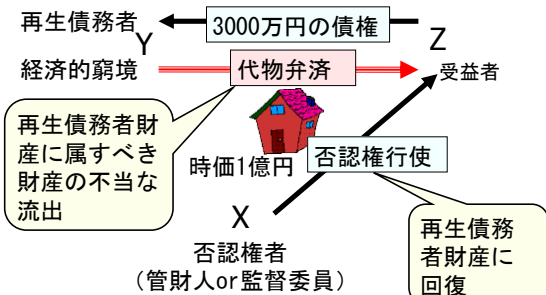 再生債務者
3000万円の債権
Y
Z
経済的窮境
代物弁済
受益者
再生債務者財
産に属すべき
財産の不当な
流出
時価1億円
否認権行使
X
否認権者
(管財人or監督委員)
再生債務
者財産に
回復